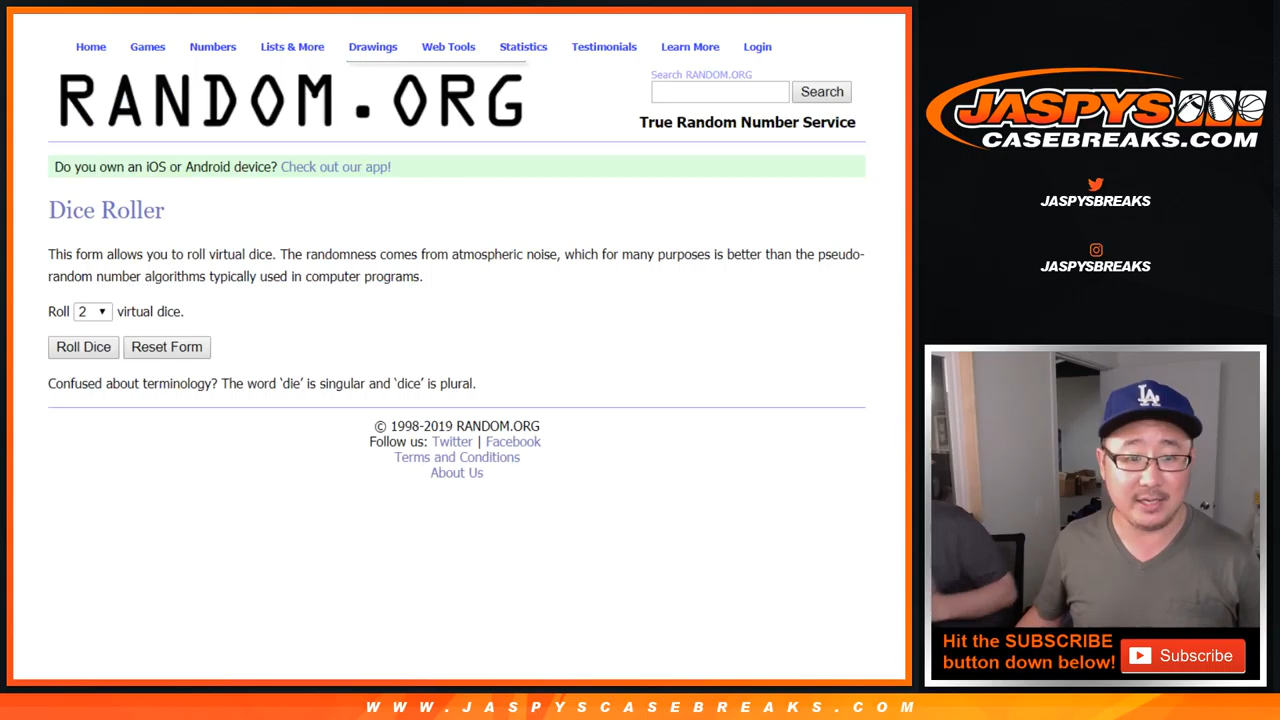 Home Games Numbers Lists & More Drawings Web Tools Statistics Testimonials Learn More Login
RANDOM.ORG
Search RANDOM.ORG
Search
True Random Number Service
Do you own an iOS or Android device? Check out our app!
Dice Roller
This form allows you to roll virtual dice. The randomness comes from atmospheric noise, which for many purposes is better than the pseudo-
random number algorithms typically used in computer programs.
Roll 2 virtual dice.
Roll Dice Reset Form
Confused about terminology? The word ‘die’ is singular and ‘dice’ is plural.
© 1998-2019 RANDOM.ORG
Follow us: Twitter | Facebook
Terms and Conditions
About Us
JASPYS
CASEBREAKS.COM
JASPYSBREAKS
JASPYSBREAKS
LA
Hit the SUBSCRIBE
button down below!
Subscribe
WWW.JASPYSCASEBREAKS.COM